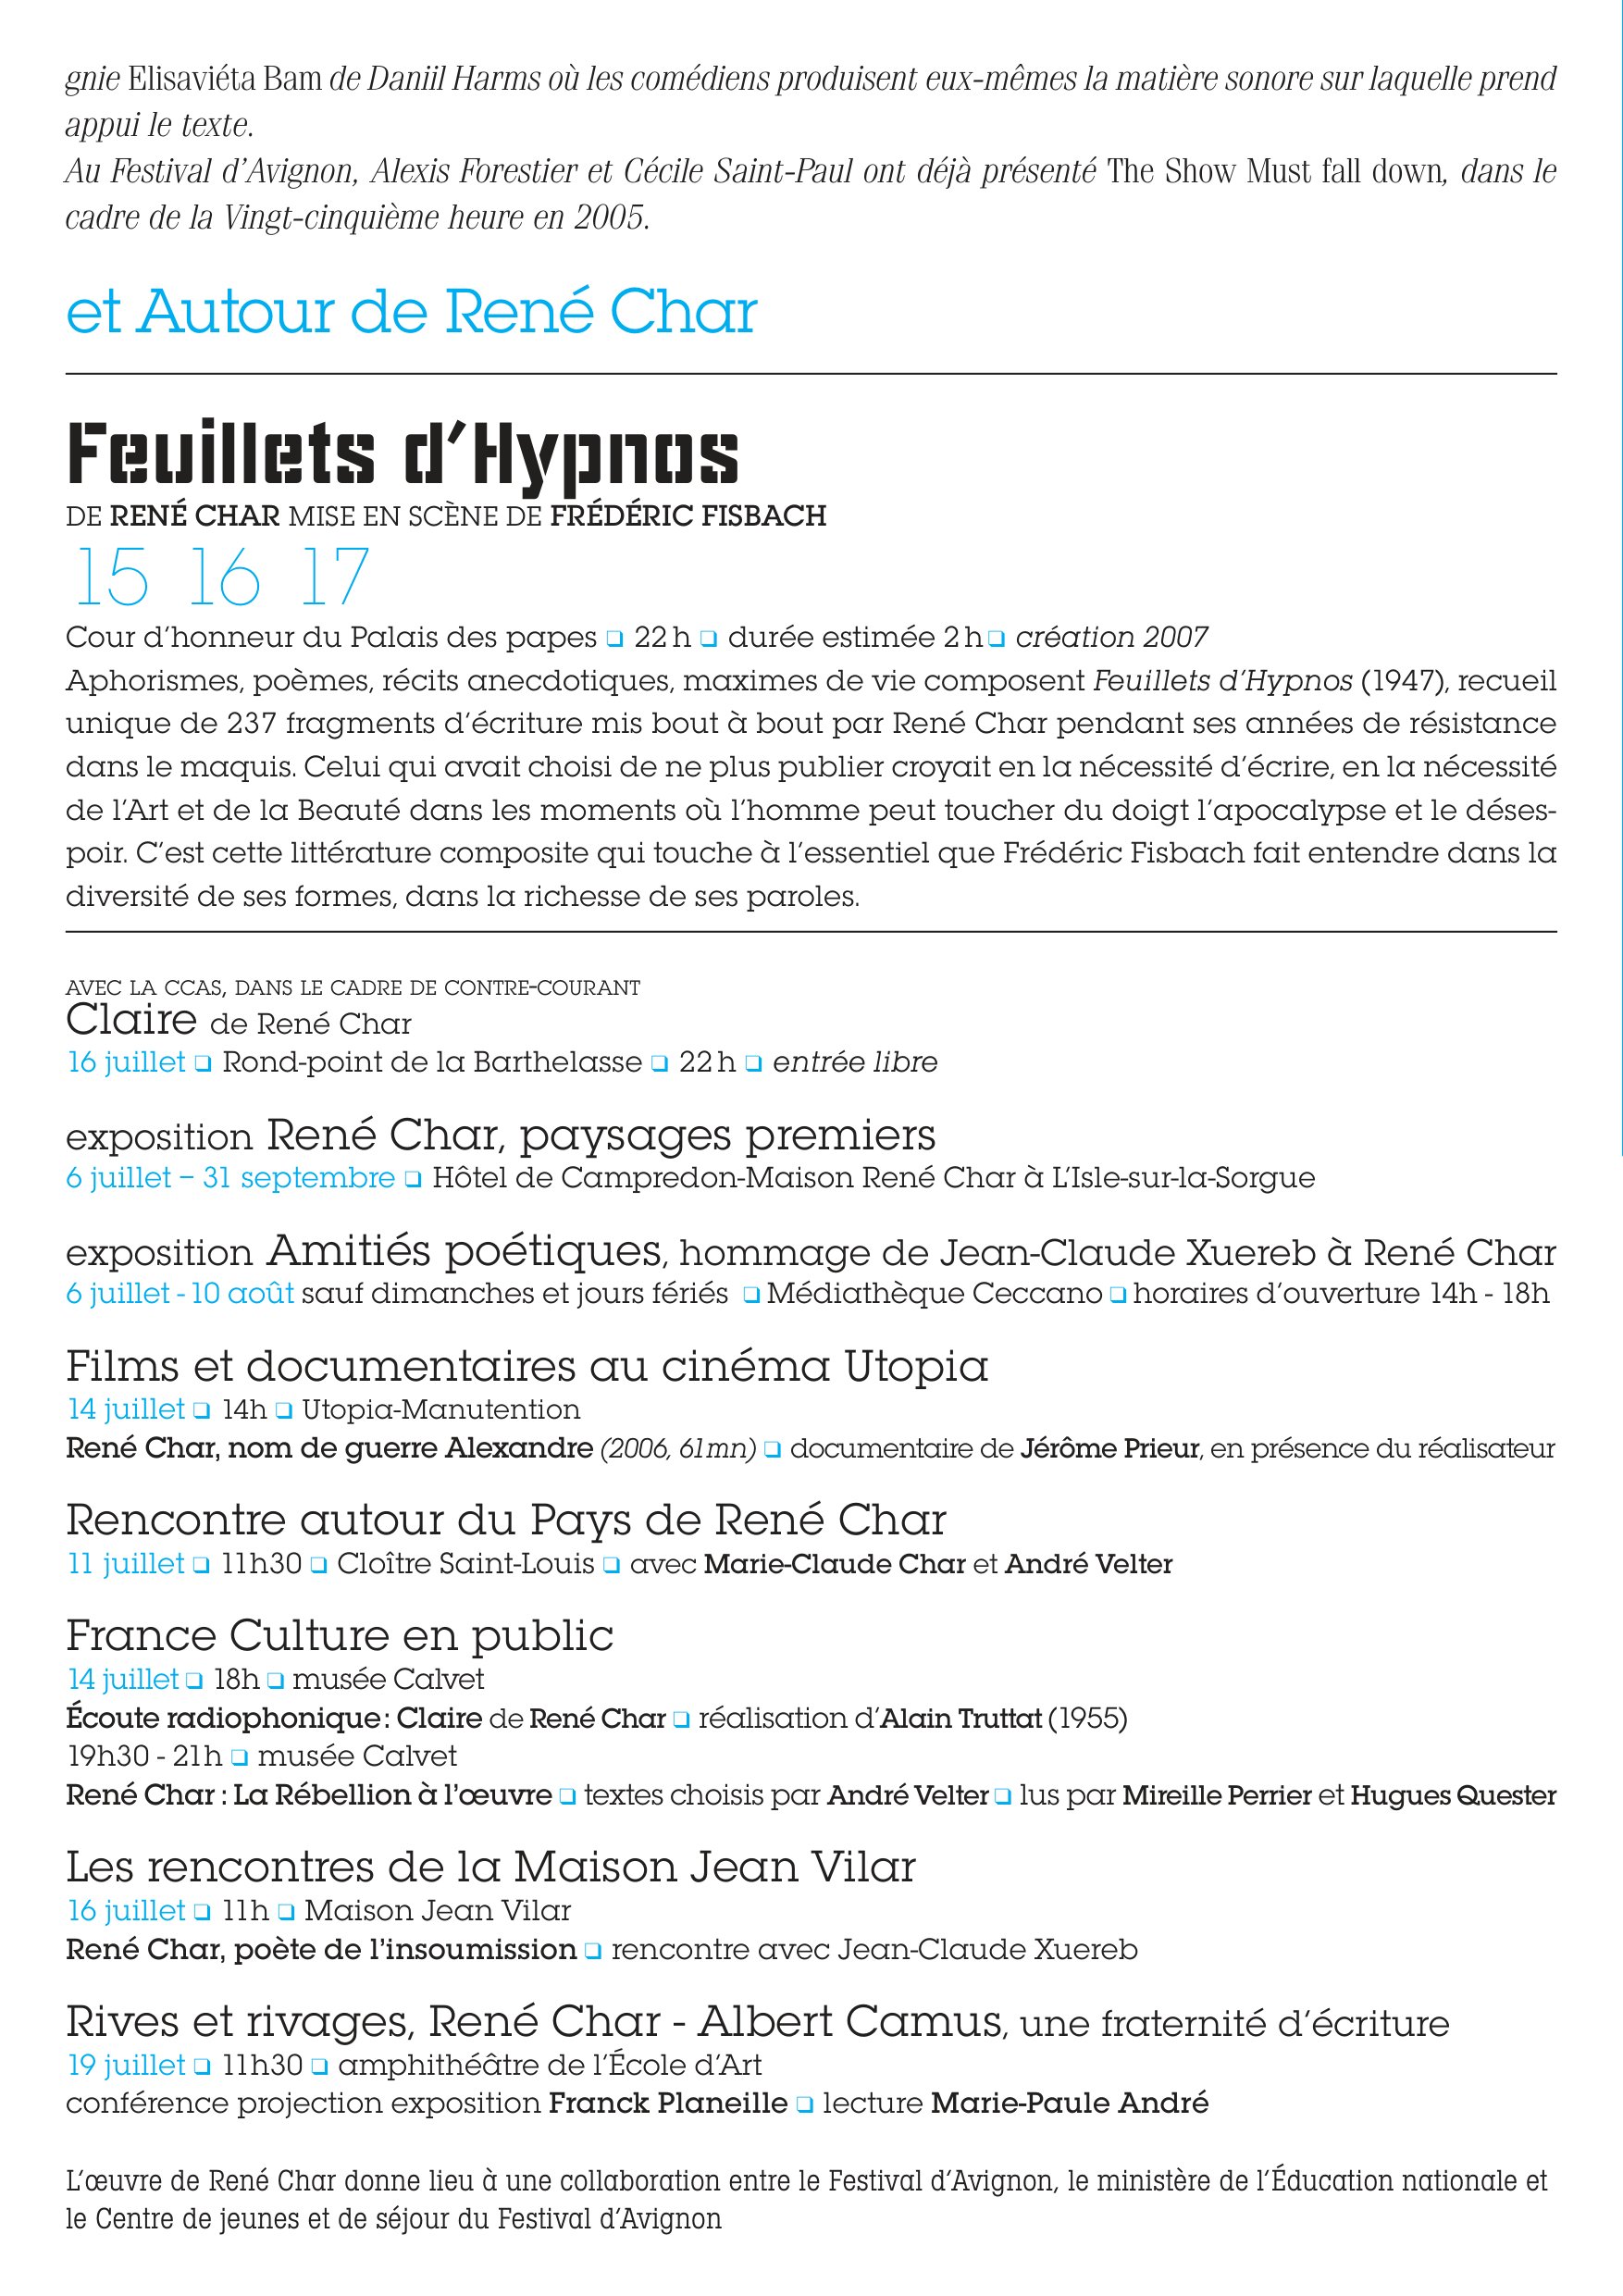 gnie Elisaviéta Bam de Daniil Harms où les comédiens produisent eux-mêmes la matière sonore sur laquelle prend
appui le texte.
Au Festival d'Avignon, Alexis Forestier et Cécile Saint-Paul ont déjà présenté The Show Must fall down, dans le
cadre de la Vingt-cinquième heure en 2005.
et Autour de René Char
Feuillets d'Hypnos
DE RENÉ CHAR MISE EN SCÈNE DE FRÉDÉRIC FISBACH
15 16 17
Cour d'honneur du Palais des papes ❑ 22h ❑ durée estimée 2h ❑ création 2007
Aphorismes, poèmes, récits anecdotiques, maximes de vie composent Feuillets d'Hypnos (1947), recueil
unique de 237 fragments d'écriture mis bout à bout par René Char pendant ses années de résistance
dans le maquis. Celui qui avait choisi de ne plus publier croyait en la nécessité d'écrire, en la nécessité
de l'Art et de la Beauté dans les moments où l'homme peut toucher du doigt l'apocalypse et le déses-
poir. C'est cette littérature composite qui touche à l'essentiel que Frédéric Fisbach fait entendre dans la
diversité de ses formes, dans la richesse de ses paroles.
AVEC LA CCAS, DANS LE CADRE DE CONTRE-COURANT
Claire de René Char
16 juillet ❑ Rond-point de la Barthelasse ❑ 22h ❑ entrée libre
exposition René Char, paysages premiers
6 juillet – 31 septembre ❑ Hôtel de Campredon-Maison René Char à L'Isle-sur-la-Sorgue
exposition Amitiés poétiques, hommage de Jean-Claude Xuereb à René Char
6 juillet - 10 août sauf dimanches et jours fériés ❑ Médiathèque Ceccano ❑ horaires d'ouverture 14h - 18h
Films et documentaires au cinéma Utopia
14 juillet ❑ 14h ❑ Utopia-Manutention
René Char, nom de guerre Alexandre (2006, 61mn) ❑ documentaire de Jérôme Prieur, en présence du réalisateur
Rencontre autour du Pays de René Char
11 juillet ❑ 11h30 ❑ Cloître Saint-Louis ❑ avec Marie-Claude Char et André Velter
France Culture en public
14 juillet ❑ 18h ❑ musée Calvet
Écoute radiophonique : Claire de René Char ❑ réalisation d'Alain Truttat (1955)
19h30 - 21h ❑ musée Calvet
René Char : La Rébellion à l'œuvre ❑ textes choisis par André Velter ❑ lus par Mireille Perrier et Hugues Quester
Les rencontres de la Maison Jean Vilar
16 juillet ❑ 11h ❑ Maison Jean Vilar
René Char, poète de l'insoumission ❑ rencontre avec Jean-Claude Xuereb
Rives et rivages, René Char - Albert Camus, une fraternité d'écriture
19 juillet ❑ 11h30 ❑ amphithéâtre de l'École d'Art
conférence projection exposition Franck Planeille ❑ lecture Marie-Paule André
L'œuvre de René Char donne lieu à une collaboration entre le Festival d'Avignon, le ministère de l'Éducation nationale et
le Centre de jeunes et de séjour du Festival d'Avignon